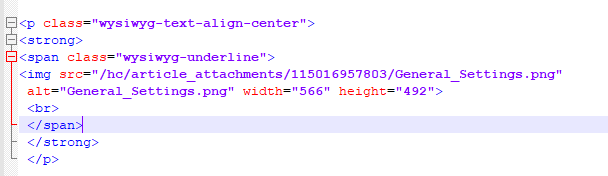 <p class="wysiwyg-text-align-center">
<strong>
<span class="wysiwyg-underline">
<img src="/hc/article_attachments/115016957803/General_Settings.png"
alt="General_Settings.png" width="566" height="492">
<br>
</span>
</strong>
</p>